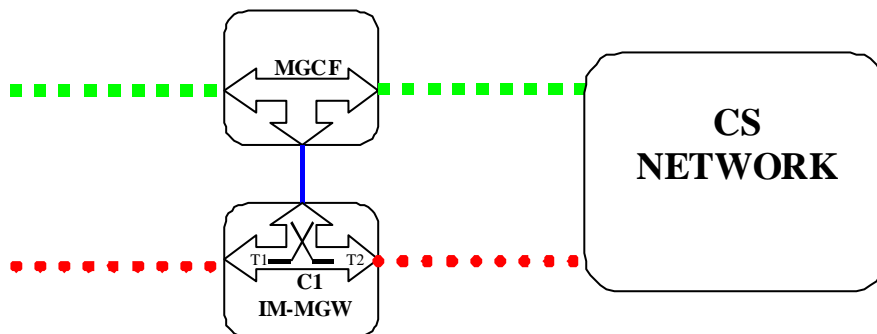 MGCF
CS
NETWORK
T1
T2
C1
IM-MGW